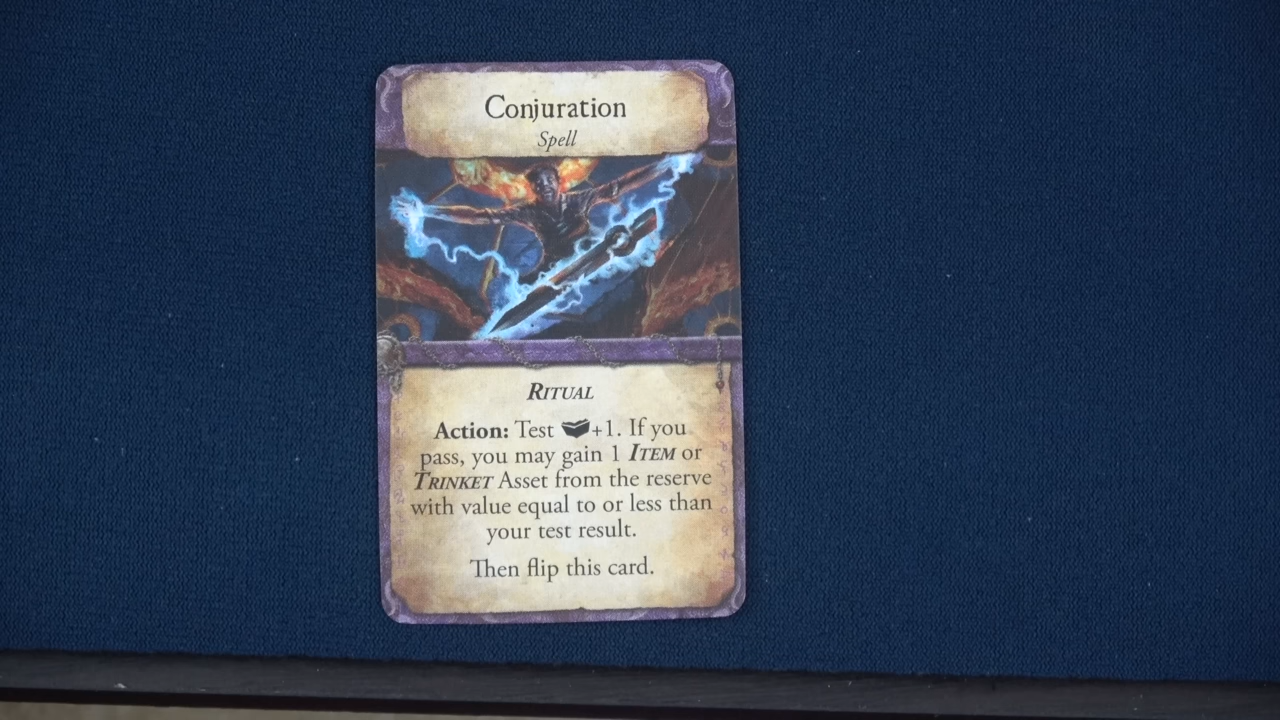 Conjuration
Spell
RITUAL
Action: Test +1. If you
pass, you may gain 1 ITEM or
TRINKET Asset from the reserve
with value equal to or less than
your test result.
Then flip this card.